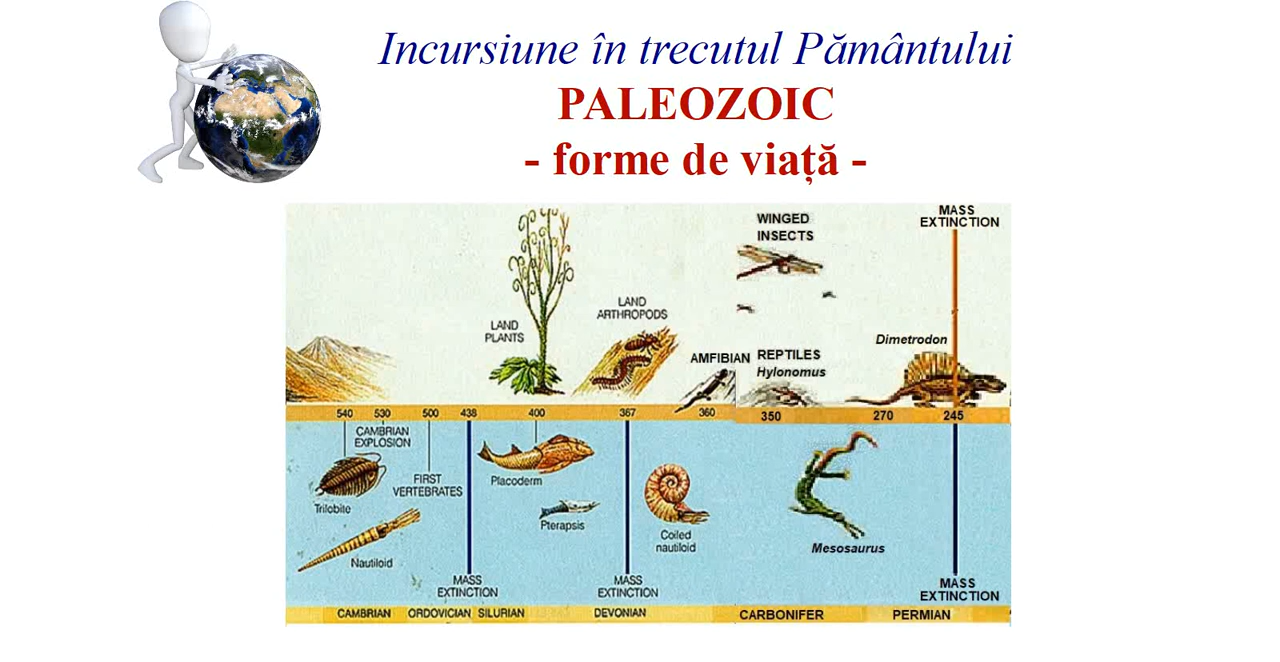 Incursiune în trecutul Pământului
PALEOZOIC
- forme de viață -
MASS
EXTINCTION
WINGED
INSECTS
LAND
ARTHROPODS
LAND
PLANTS
Dimetrodon
AMFIBIAN
REPTILES
Hylonomus
540 530 500 438 400 367 360 350 270 245
CAMBRIAN
EXPLOSION
FIRST
VERTEBRATES
Trilobite
Nautiloid
Placoderm
Pterapsis
Coiled
nautiloid
Mesosaurus
MASS
EXTINCTION
MASS
EXTINCTION
MASS
EXTINCTION
CAMBRIAN ORDOVICIAN SILURIAN DEVONIAN CARBONIFER PERMIAN